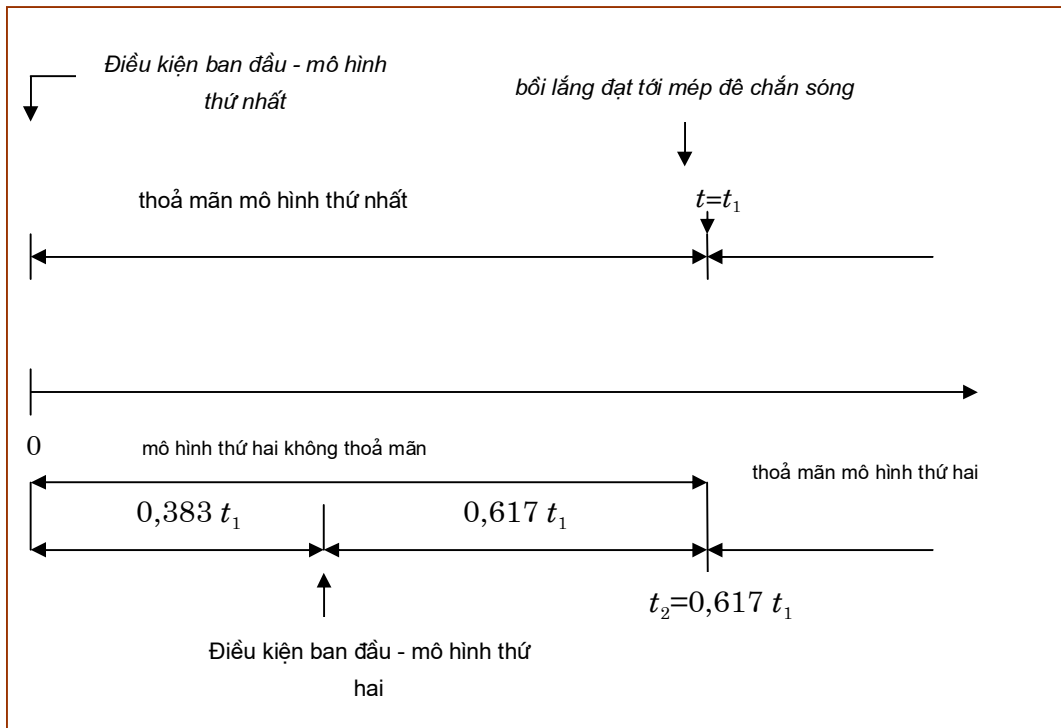 Điều kiện ban đầu - mô hình
thứ nhất
bồi lắng đạt tới mép đê chắn sóng
thoả mãn mô hình thứ nhất
t=t₁
0
mô hình thứ hai không thoả mãn
thoả mãn mô hình thứ hai
0,383 t₁
0,617 t₁
t₂=0,617 t₁
Điều kiện ban đầu - mô hình thứ
hai